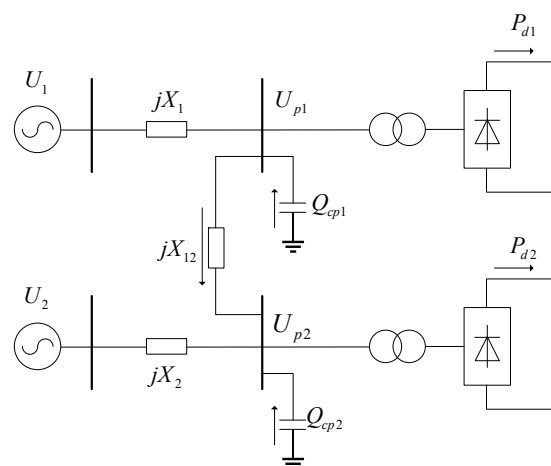 P_{d1}
U_1
jX_1
U_{p1}
Q_{cp1}
jX_{12}
P_{d2}
U_2
U_{p2}
jX_2
Q_{cp2}